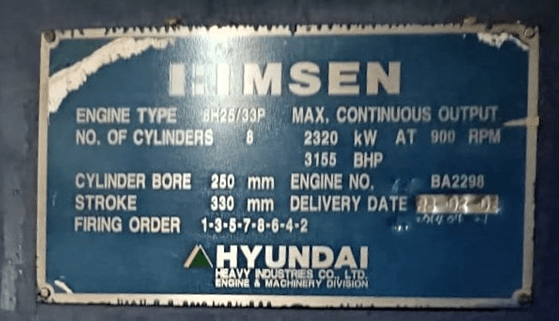 HIMSEN
ENGINE TYPE 8H25/33P MAX. CONTINUOUS OUTPUT
NO. OF CYLINDERS 8 2320 kW AT 900 RPM
3155 BHP
CYLINDER BORE 250 mm ENGINE NO. BA2298
STROKE 330 mm DELIVERY DATE
FIRING ORDER 1-3-5-7-8-6-4-2
HYUNDAI
HEAVY INDUSTRIES CO., LTD.
ENGINE & MACHINERY DIVISION